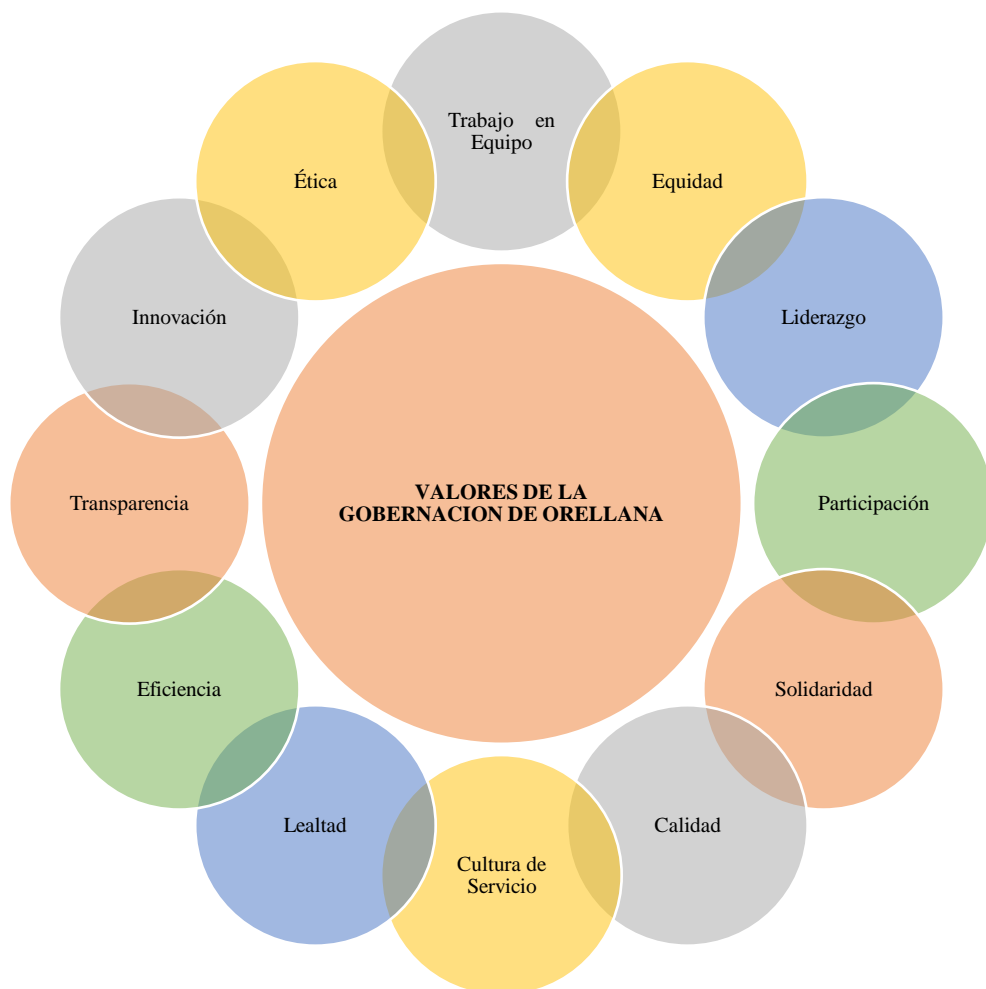 Trabajo en
Equipo
Equidad
Liderazgo
Participación
Solidaridad
Calidad
Cultura de
Servicio
Lealtad
Eficiencia
Transparencia
Innovación
Ética
VALORES DE LA
GOBERNACION DE ORELLANA